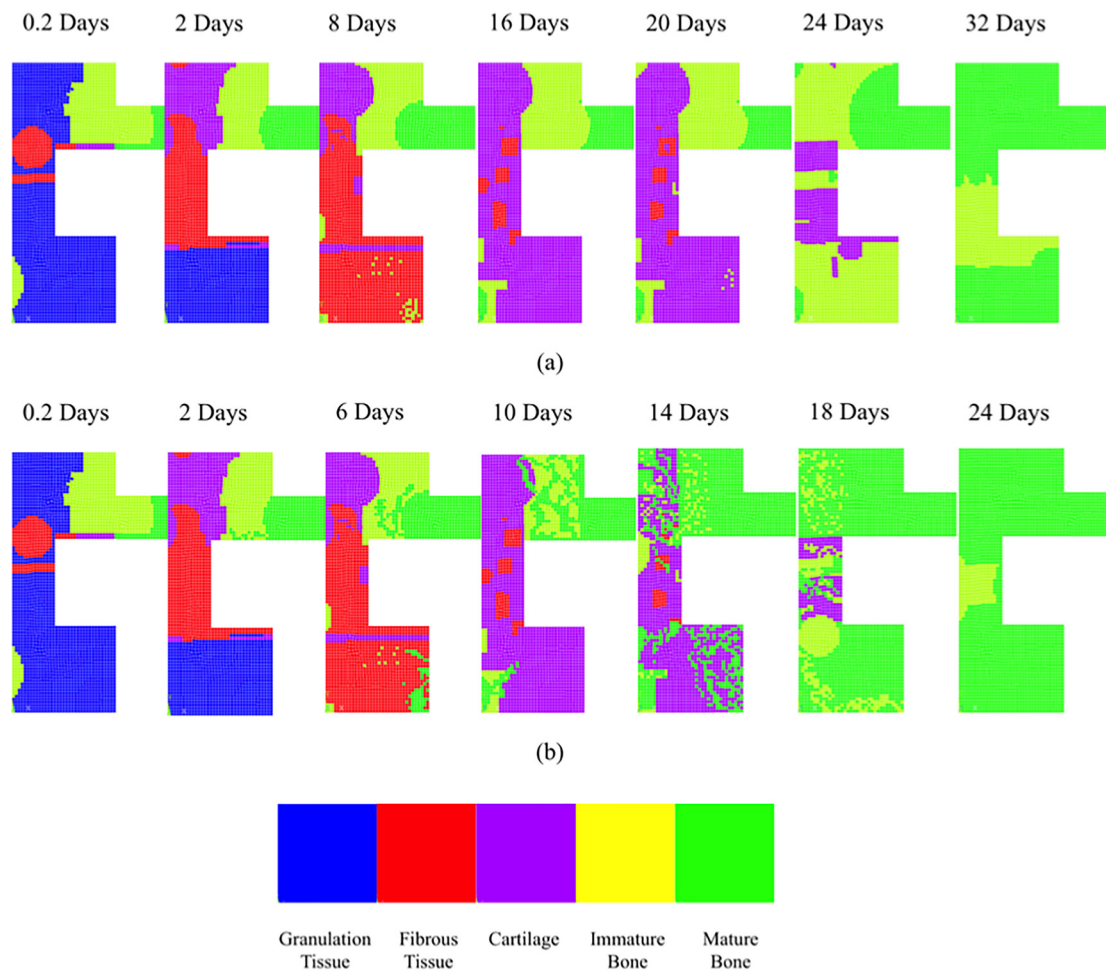 0.2 Days 2 Days 8 Days 16 Days 20 Days 24 Days 32 Days
(a)
0.2 Days 2 Days 6 Days 10 Days 14 Days 18 Days 24 Days
(b)
Granulation Fibrous Cartilage Immature Mature
Tissue Tissue Bone Bone